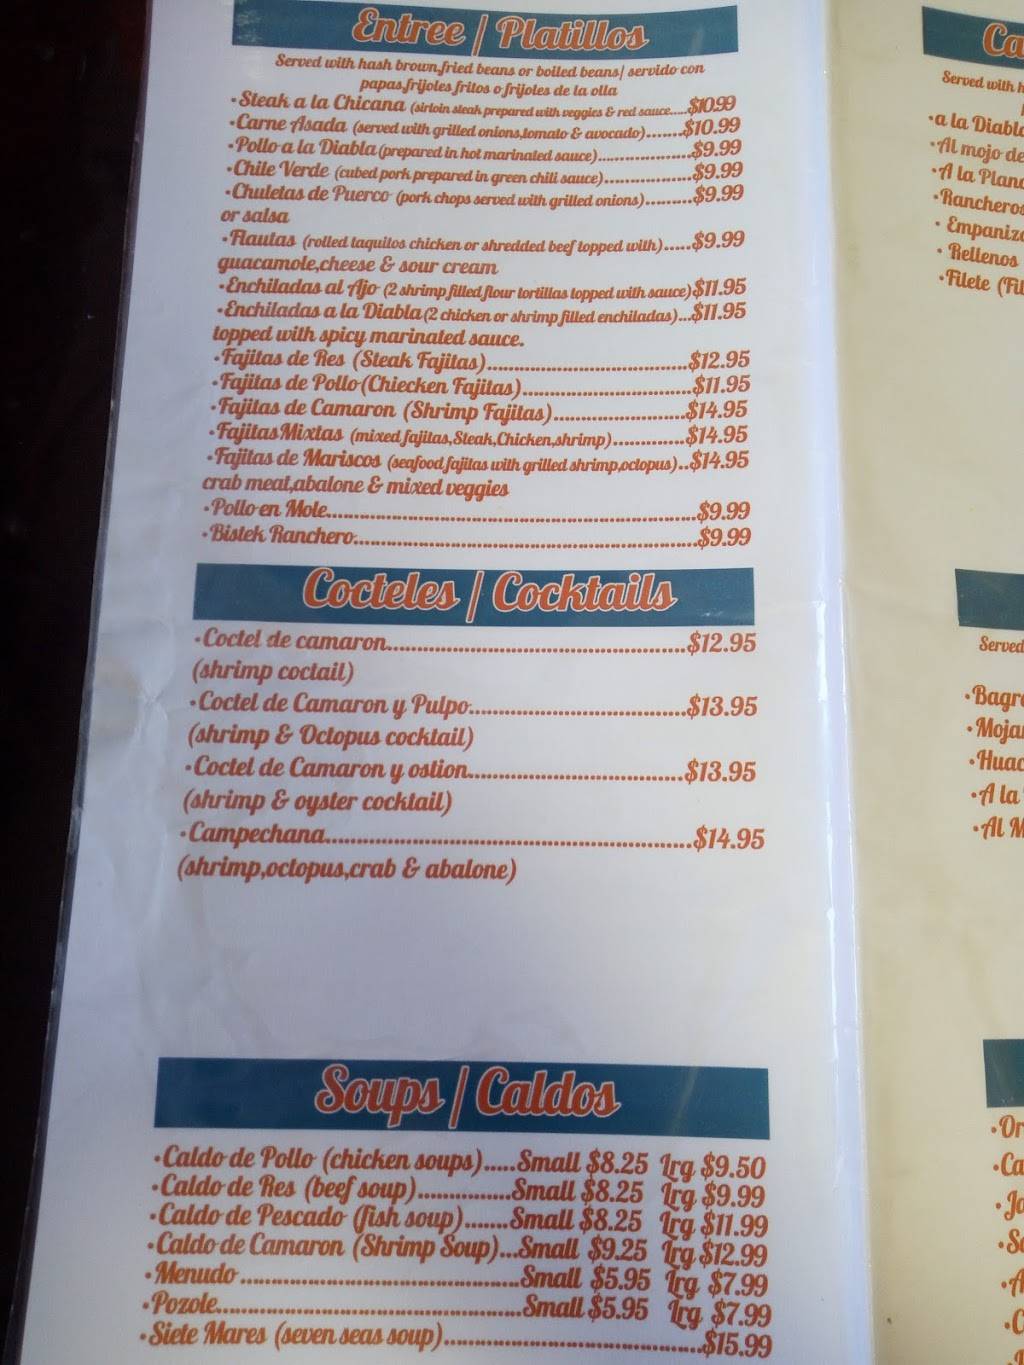 Entree / Platillos
Served with hash brown,fried beans or boiled beans/ servido con
papas,frijoles fritos o frijoles de la olla
•Steak a la Chicana (sirloin steak prepared with veggies & red sauce.....$10.99
•Carne Asada (served with grilled onions,tomato & avocado).......$10.99
•Pollo a la Diabla (prepared in hot marinated sauce)..................$9.99
•Chile Verde (cubed pork prepared in green chili sauce).................$9.99
•Chuletas de Puerco (pork chops served with grilled onions).........$9.99
or salsa
•Flautas (rolled taquitos chicken or shredded beef topped with).....$9.99
guacamole,cheese & sour cream
•Enchiladas al Ajo (2 shrimp filled flour tortillas topped with sauce)$11.95
•Enchiladas a la Diabla (2 chicken or shrimp filled enchiladas)...$11.95
topped with spicy marinated sauce.
•Fajitas de Res (Steak Fajitas)......................................$12.95
•Fajitas de Pollo(Chiecken Fajitas)................................$11.95
•Fajitas de Camaron (Shrimp Fajitas).........................$14.95
•Fajitas Mixtas (mixed fajitas,Steak,Chicken,shrimp).............$14.95
•Fajitas de Mariscos (seafood fajitas with grilled shrimp,octopus)..$14.95
crab meat,abalone & mixed veggies
•Pollo en Mole......................................................................$9.99
•Bistek Ranchero.................................................................$9.99
Cocteles / Cocktails
•Coctel de camaron.........................................................$12.95
(shrimp coctail)
•Coctel de Camaron y Pulpo.........................................$13.95
(shrimp & Octopus cocktail)
•Coctel de Camaron y ostion.........................................$13.95
(shrimp & oyster cocktail)
•Campechana...................................................................$14.95
(shrimp,octopus,crab & abalone)
Soups / Caldos
•Caldo de Pollo (chicken soups).....Small $8.25 Lrg $9.50
•Caldo de Res (beef soup)...............Small $8.25 Lrg $9.99
•Caldo de Pescado (fish soup).......Small $8.25 Lrg $11.99
•Caldo de Camaron (Shrimp Soup)...Small $9.25 Lrg $12.99
•Menudo.............................................Small $5.95 Lrg $7.99
•Pozole.................................................Small $5.95 Lrg $7.99
•Siete Mares (seven seas soup).........................................$15.99
Ca
Served with h
•a la Diabla
•Al mojo de
•A la Planc
•Rancheros
• Empaniza
• Rellenos
•Filete (Fil
Served
•Bagre
•Mojar
•Huac
•A la
•Al M
•Or
•Ca
•Ja
•So
•A
•C